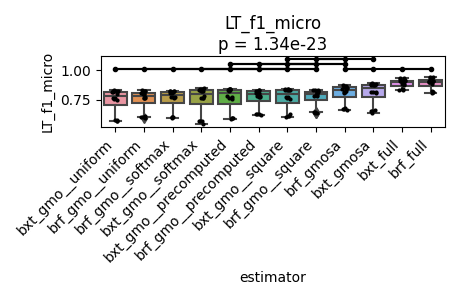 LT_f1_micro
p = 1.34e-23
LT_f1_micro
1.00
0.75
bxt_gmo__uniform
brf_gmo__uniform
brf_gmo__softmax
bxt_gmo__softmax
bxt_gmo__precomputed
brf_gmo__precomputed
bxt_gmo__square
brf_gmo__square
brf_gmosa
bxt_gmosa
bxt_full
brf_full
estimator